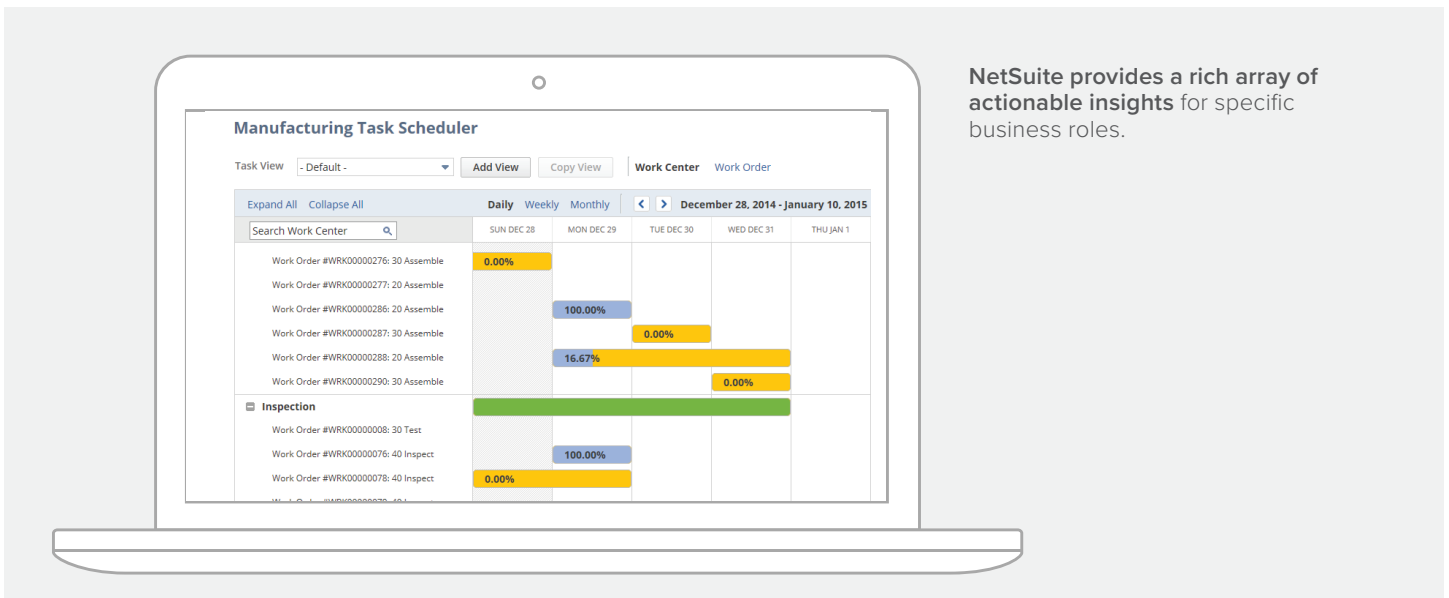 NetSuite provides a rich array of
actionable insights for specific
business roles.
Manufacturing Task Scheduler
Task View - Default - Add View Copy View Work Center Work Order
Expand All Collapse All Daily Weekly Monthly December 28, 2014 - January 10, 2015
Search Work Center SUN DEC 28 MON DEC 29 TUE DEC 30 WED DEC 31 THU JAN 1
Work Order #WRK00000276: 30 Assemble 0.00%
Work Order #WRK00000277: 20 Assemble
Work Order #WRK00000286: 20 Assemble 100.00%
Work Order #WRK00000287: 30 Assemble 0.00%
Work Order #WRK00000288: 20 Assemble 16.67%
Work Order #WRK00000290: 30 Assemble 0.00%
Inspection
Work Order #WRK00000008: 30 Test
Work Order #WRK00000076: 40 Inspect 100.00%
Work Order #WRK00000078: 40 Inspect 0.00%